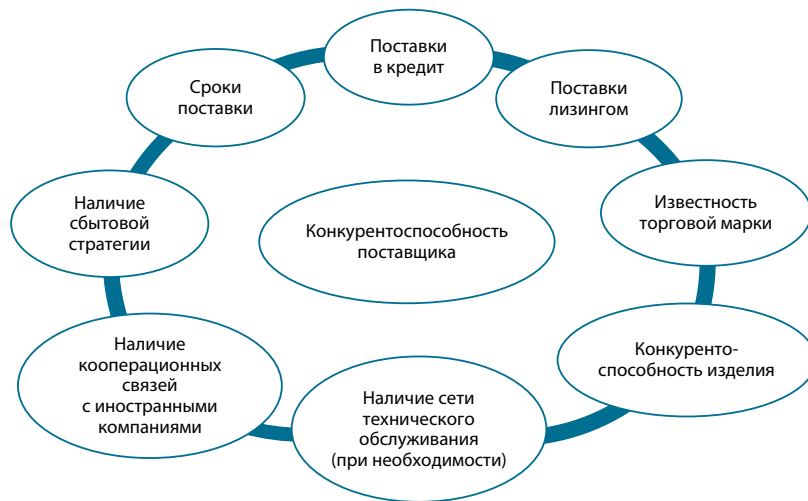 Поставки
в кредит
Поставки
лизингом
Известность
торговой марки
Конкуренто-
способность изделия
Наличие сети
технического
обслуживания
(при необходимости)
Наличие
кооперационных
связей
с иностранными
компаниями
Наличие
сбытовой
стратегии
Сроки
поставки
Конкурентоспособность
поставщика